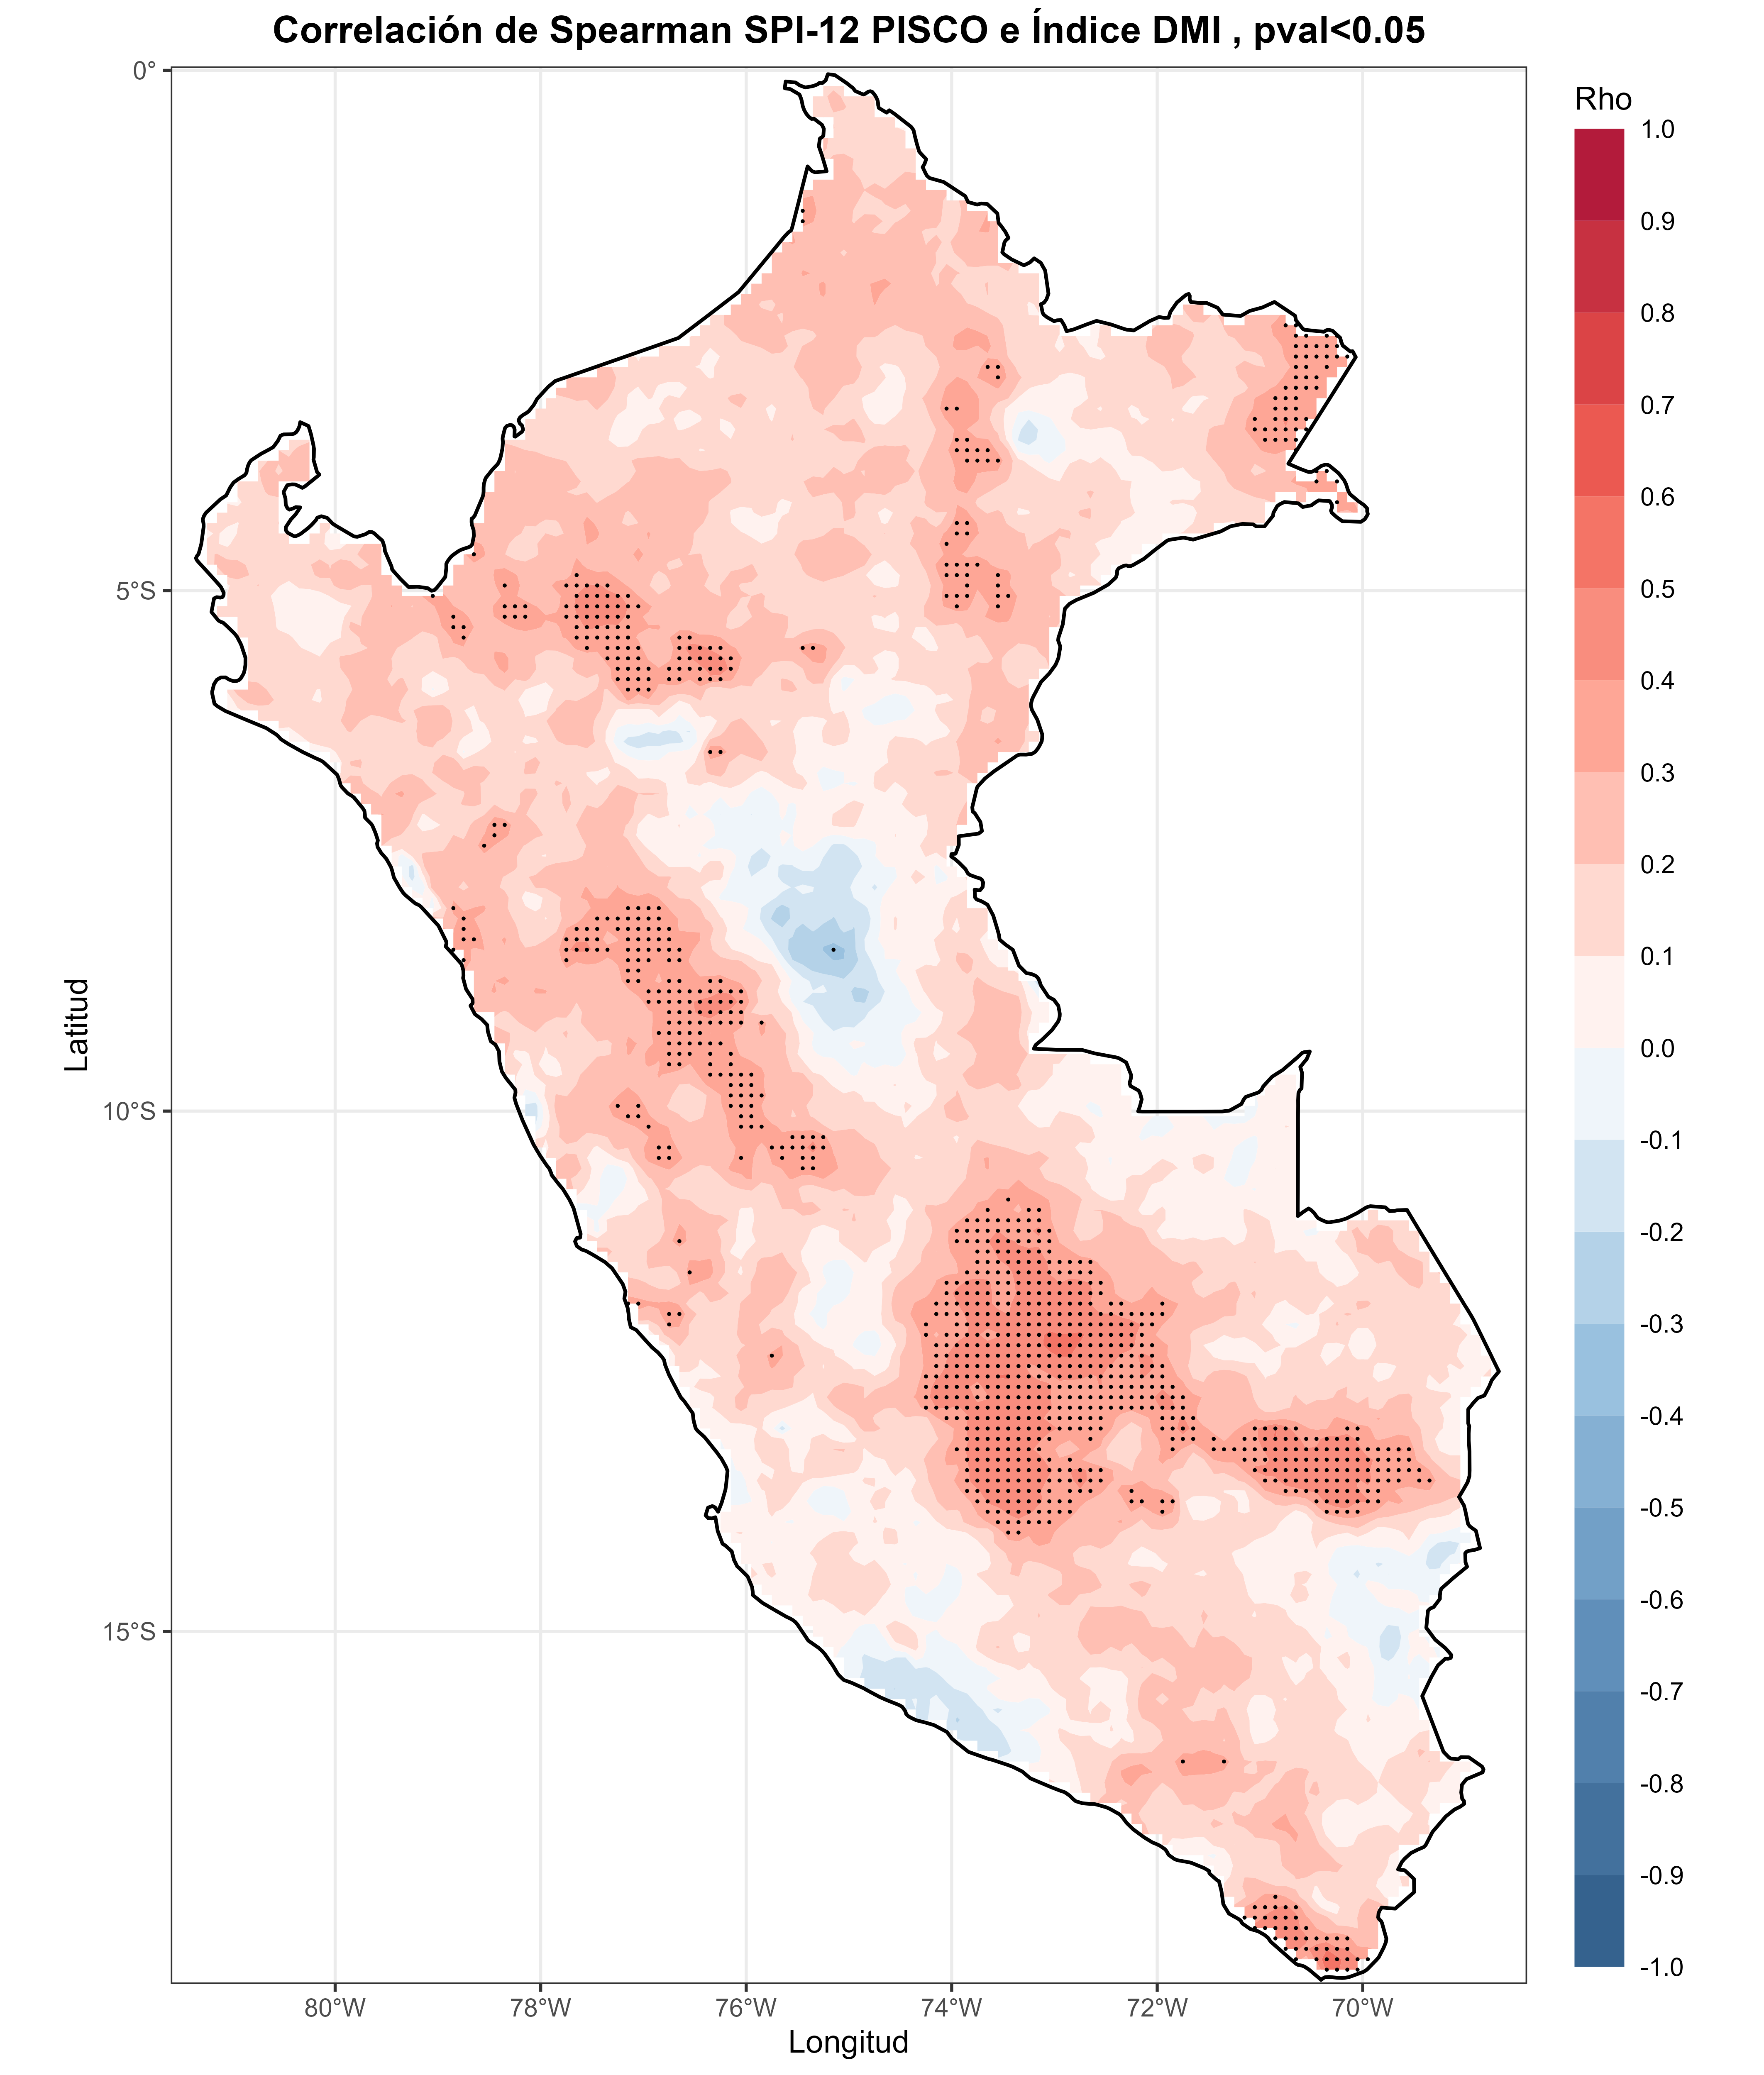 Correlación de Spearman SPI-12 PISCO e Índice DMI , pval<0.05
Rho
1.0
0.9
0.8
0.7
0.6
0.5
0.4
0.3
0.2
0.1
0.0
-0.1
-0.2
-0.3
-0.4
-0.5
-0.6
-0.7
-0.8
-0.9
-1.0
Latitud
0°
5°S
10°S
15°S
80°W
78°W
76°W
74°W
72°W
70°W
Longitud